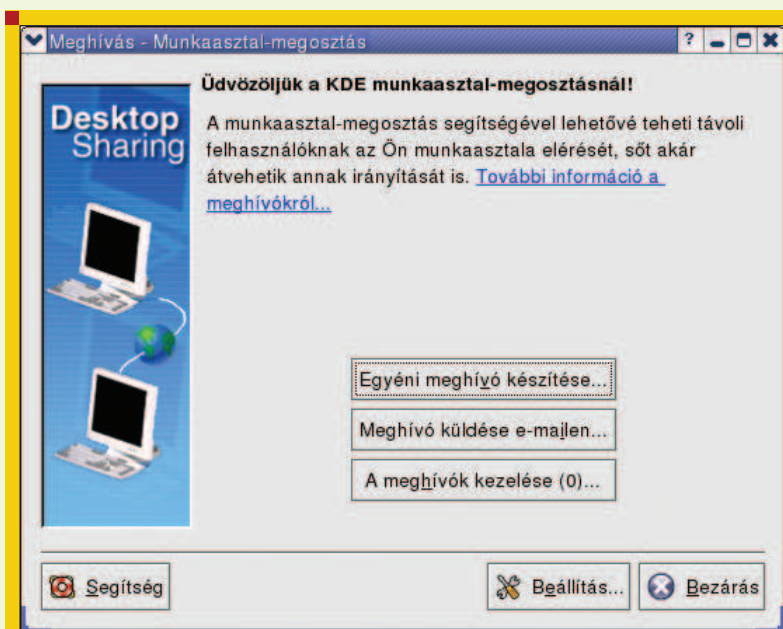 Meghívás - Munkaasztal-megosztás
Üdvözöljük a KDE munkaasztal-megosztásnál!
Desktop
Sharing
A munkaasztal-megosztás segítségével lehetővé teheti távoli
felhasználóknak az Ön munkaasztala elérését, sőt akár
átvehetik annak irányítását is. További információ a
meghívókról...
Egyéni meghívó készítése...
Meghívó küldése e-mailen...
A meghívók kezelése (0)...
Segítség
Beállítás...
Bezárás